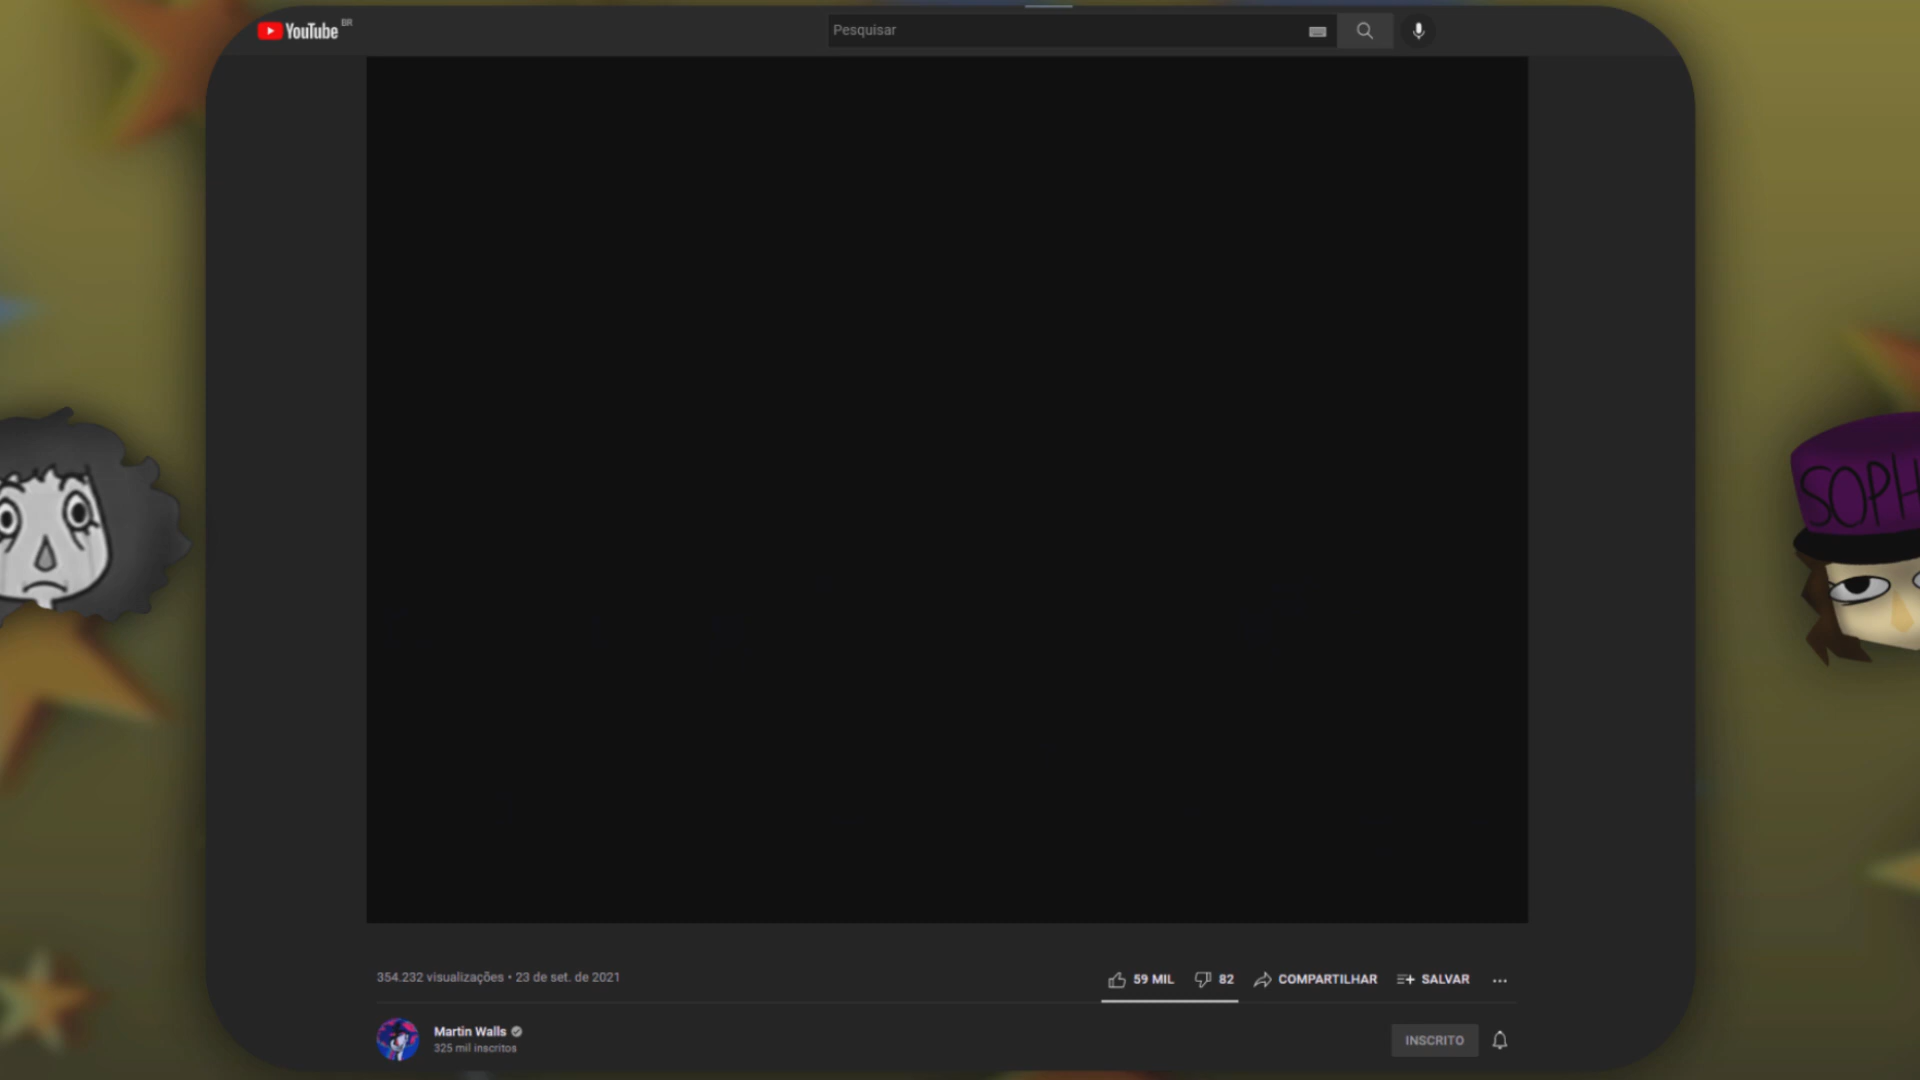 YouTube BR
Pesquisar
SOPH
354.232 visualizações • 23 de set. de 2021
59 MIL 82 COMPARTILHAR SALVAR ...
Martin Walls
325 mil inscritos
INSCRITO